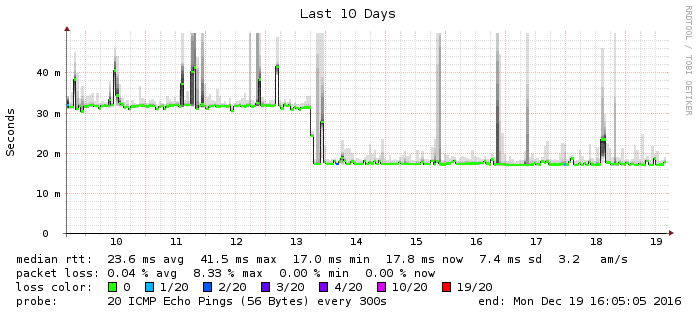 Last 10 Days
RRDTOOL / TOBI OETIKER
Seconds
40 m
30 m
20 m
10 m
0
10 11 12 13 14 15 16 17 18 19
median rtt: 23.6 ms avg 41.5 ms max 17.0 ms min 17.8 ms now 7.4 ms sd 3.2 am/s
packet loss: 0.04 % avg 8.33 % max 0.00 % min 0.00 % now
loss color: 0 1/20 2/20 3/20 4/20 10/20 19/20
probe: 20 ICMP Echo Pings (56 Bytes) every 300s end: Mon Dec 19 16:05:05 2016